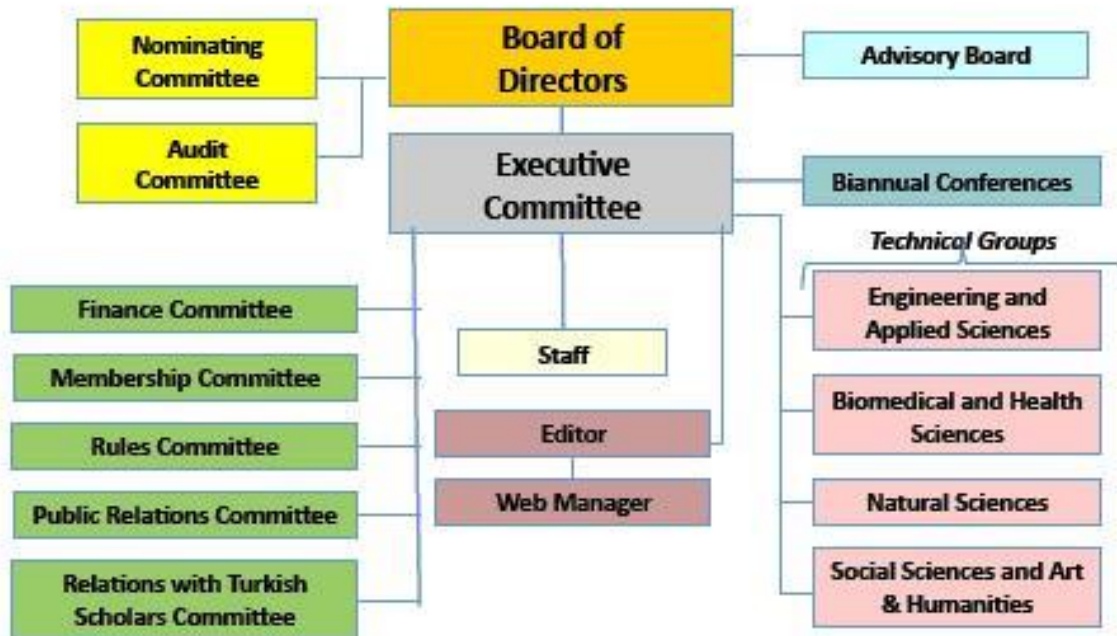 Nominating
Committee
Board of
Directors
Advisory Board
Audit
Committee
Executive
Committee
Biannual Conferences
Technical Groups
Finance Committee
Membership Committee
Rules Committee
Public Relations Committee
Relations with Turkish
Scholars Committee
Staff
Editor
Web Manager
Engineering and
Applied Sciences
Biomedical and Health
Sciences
Natural Sciences
Social Sciences and Art
& Humanities